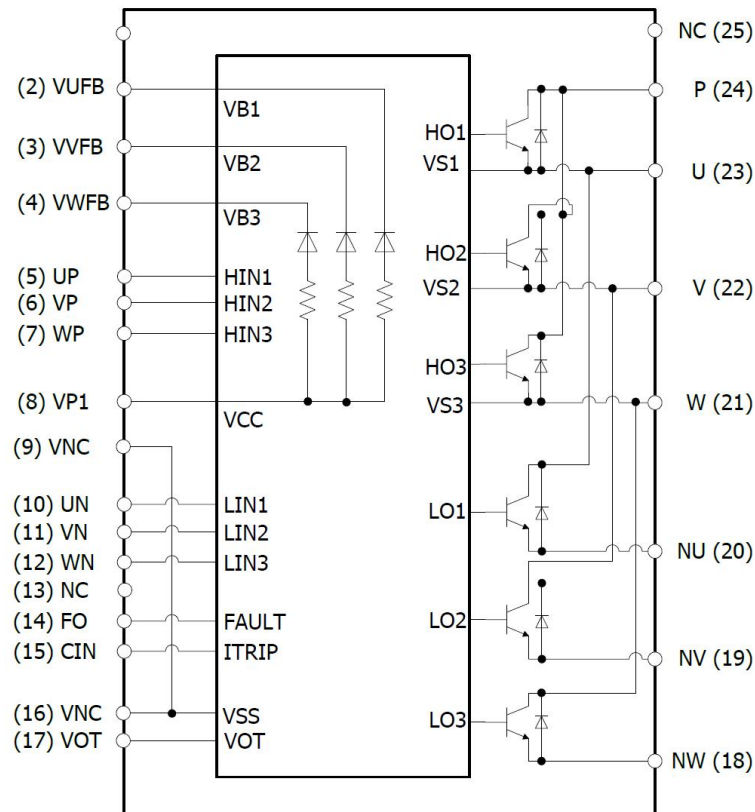 NC (25)
(2) VUFB
VB1
P (24)
HO1
(3) VVFB
VB2
VS1
U (23)
(4) VWFB
VB3
HO2
(5) UP
HIN1
VS2
V (22)
(6) VP
HIN2
(7) WP
HIN3
HO3
(8) VP1
VCC
VS3
W (21)
(9) VNC
(10) UN
LIN1
LO1
(11) VN
LIN2
NU (20)
(12) WN
LIN3
(13) NC
(14) FO
FAULT
LO2
(15) CIN
ITRIP
NV (19)
(16) VNC
VSS
LO3
(17) VOT
VOT
NW (18)